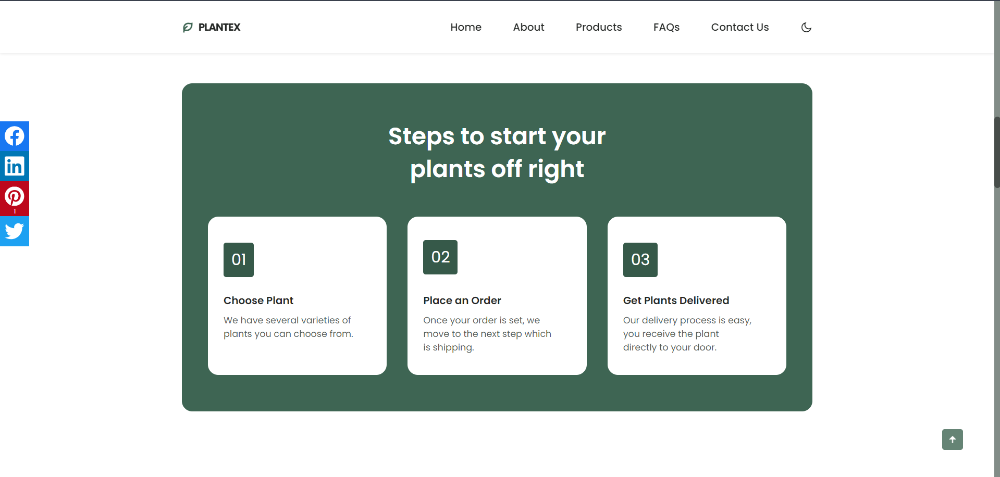 PLANTEX
Home
About
Products
FAQs
Contact Us
Steps to start your
plants off right
1
01
Choose Plant
We have several varieties of
plants you can choose from.
02
Place an Order
Once your order is set, we
move to the next step which
is shipping.
03
Get Plants Delivered
Our delivery process is easy,
you receive the plant
directly to your door.